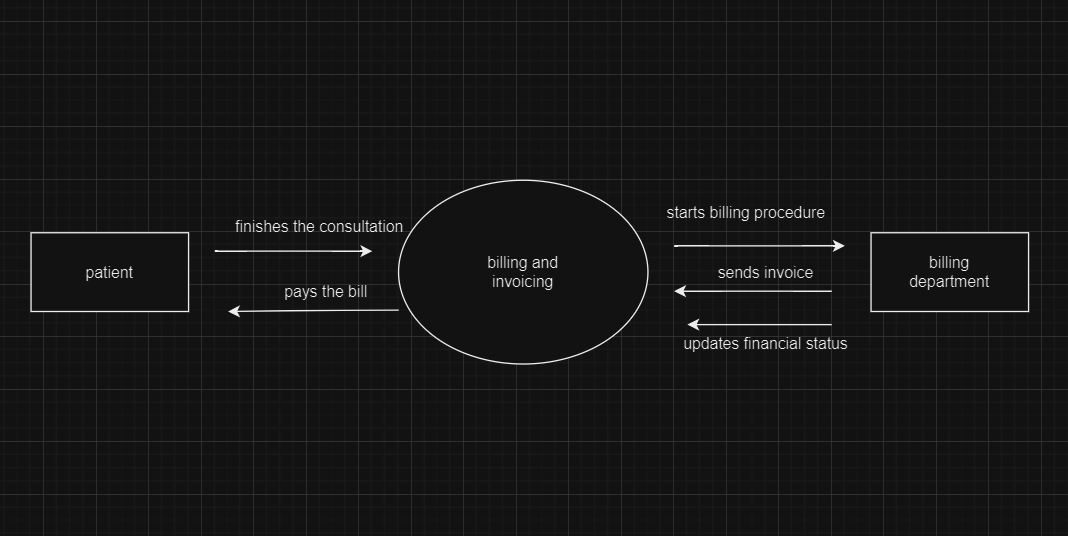 patient
finishes the consultation
pays the bill
billing and
invoicing
starts billing procedure
sends invoice
updates financial status
billing
department